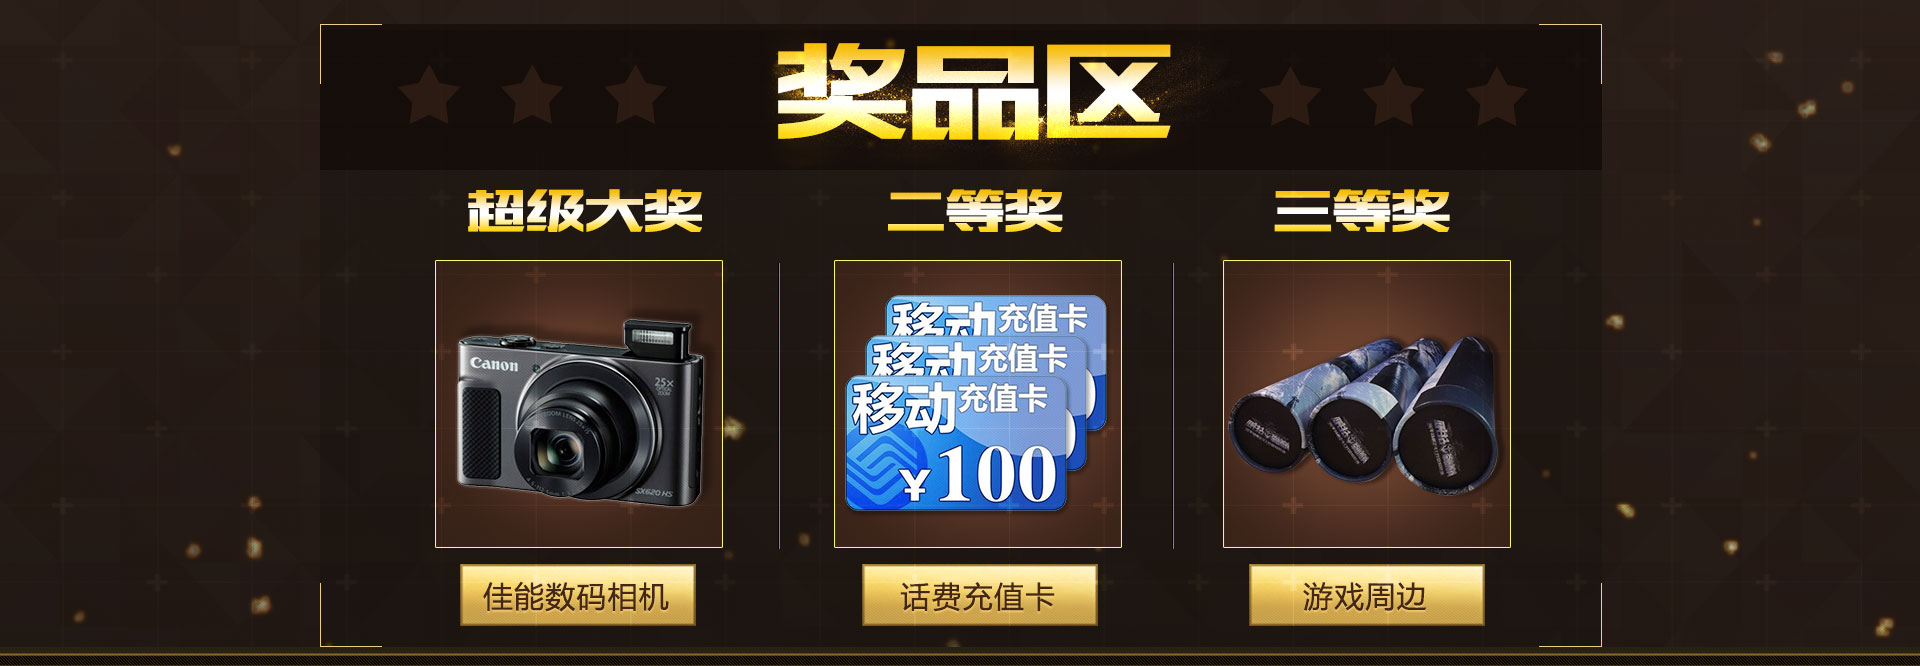 奖品区
超级大奖
二等奖
三等奖
Canon
25×
SX620 HS
移动充值卡
移动充值卡
移动充值卡
¥100
佳能数码相机
话费充值卡
游戏周边